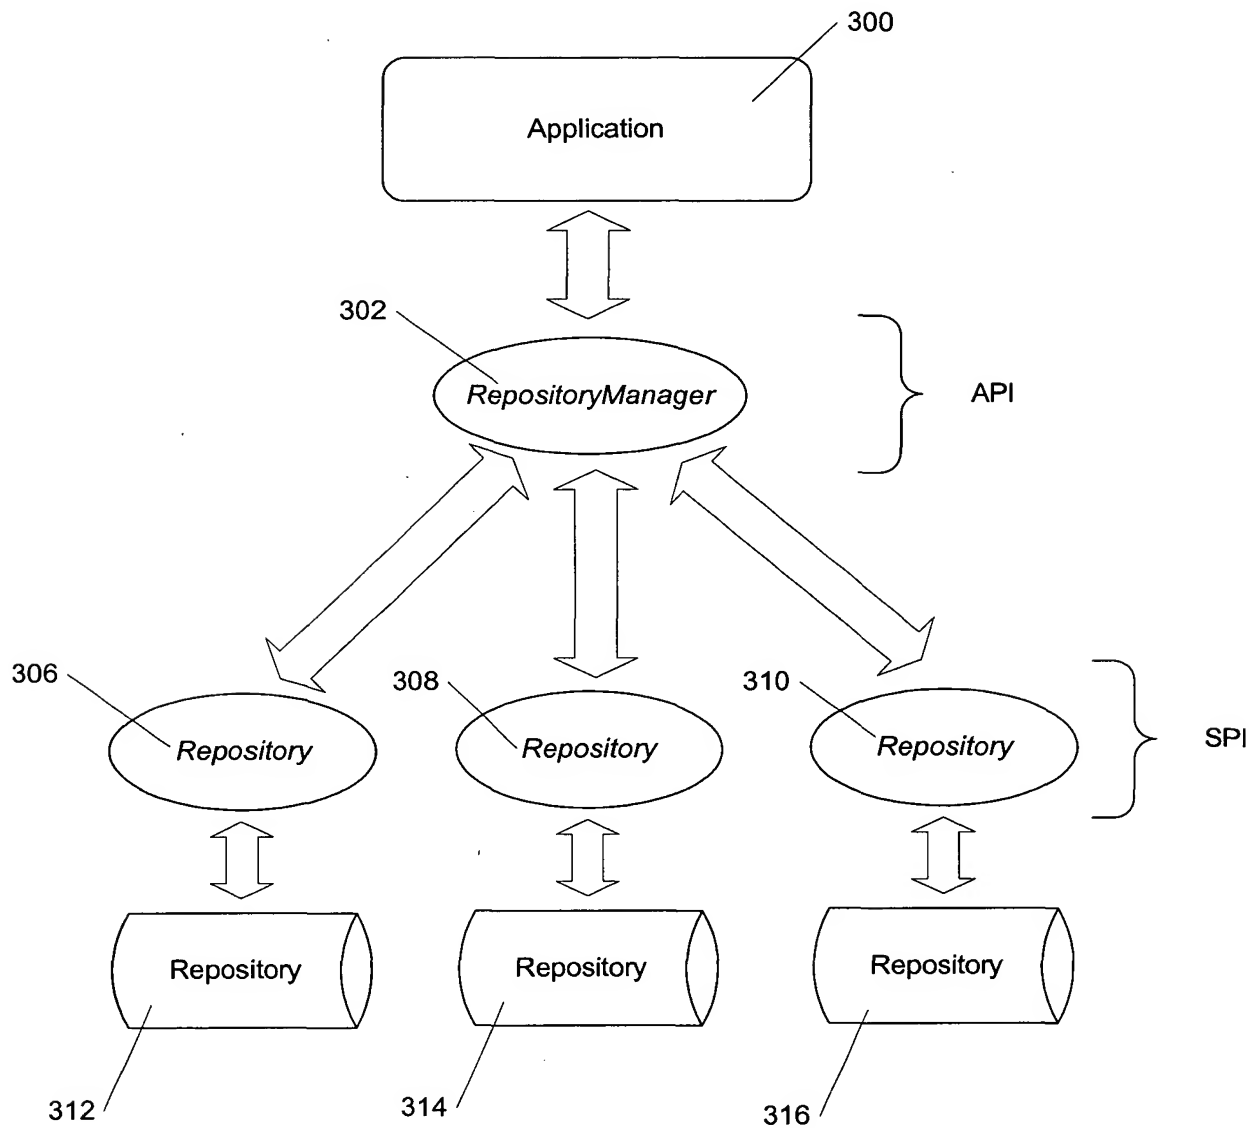 300
Application
302
RepositoryManager
API
306
308
310
Repository
Repository
Repository
SPI
Repository
Repository
Repository
312
314
316